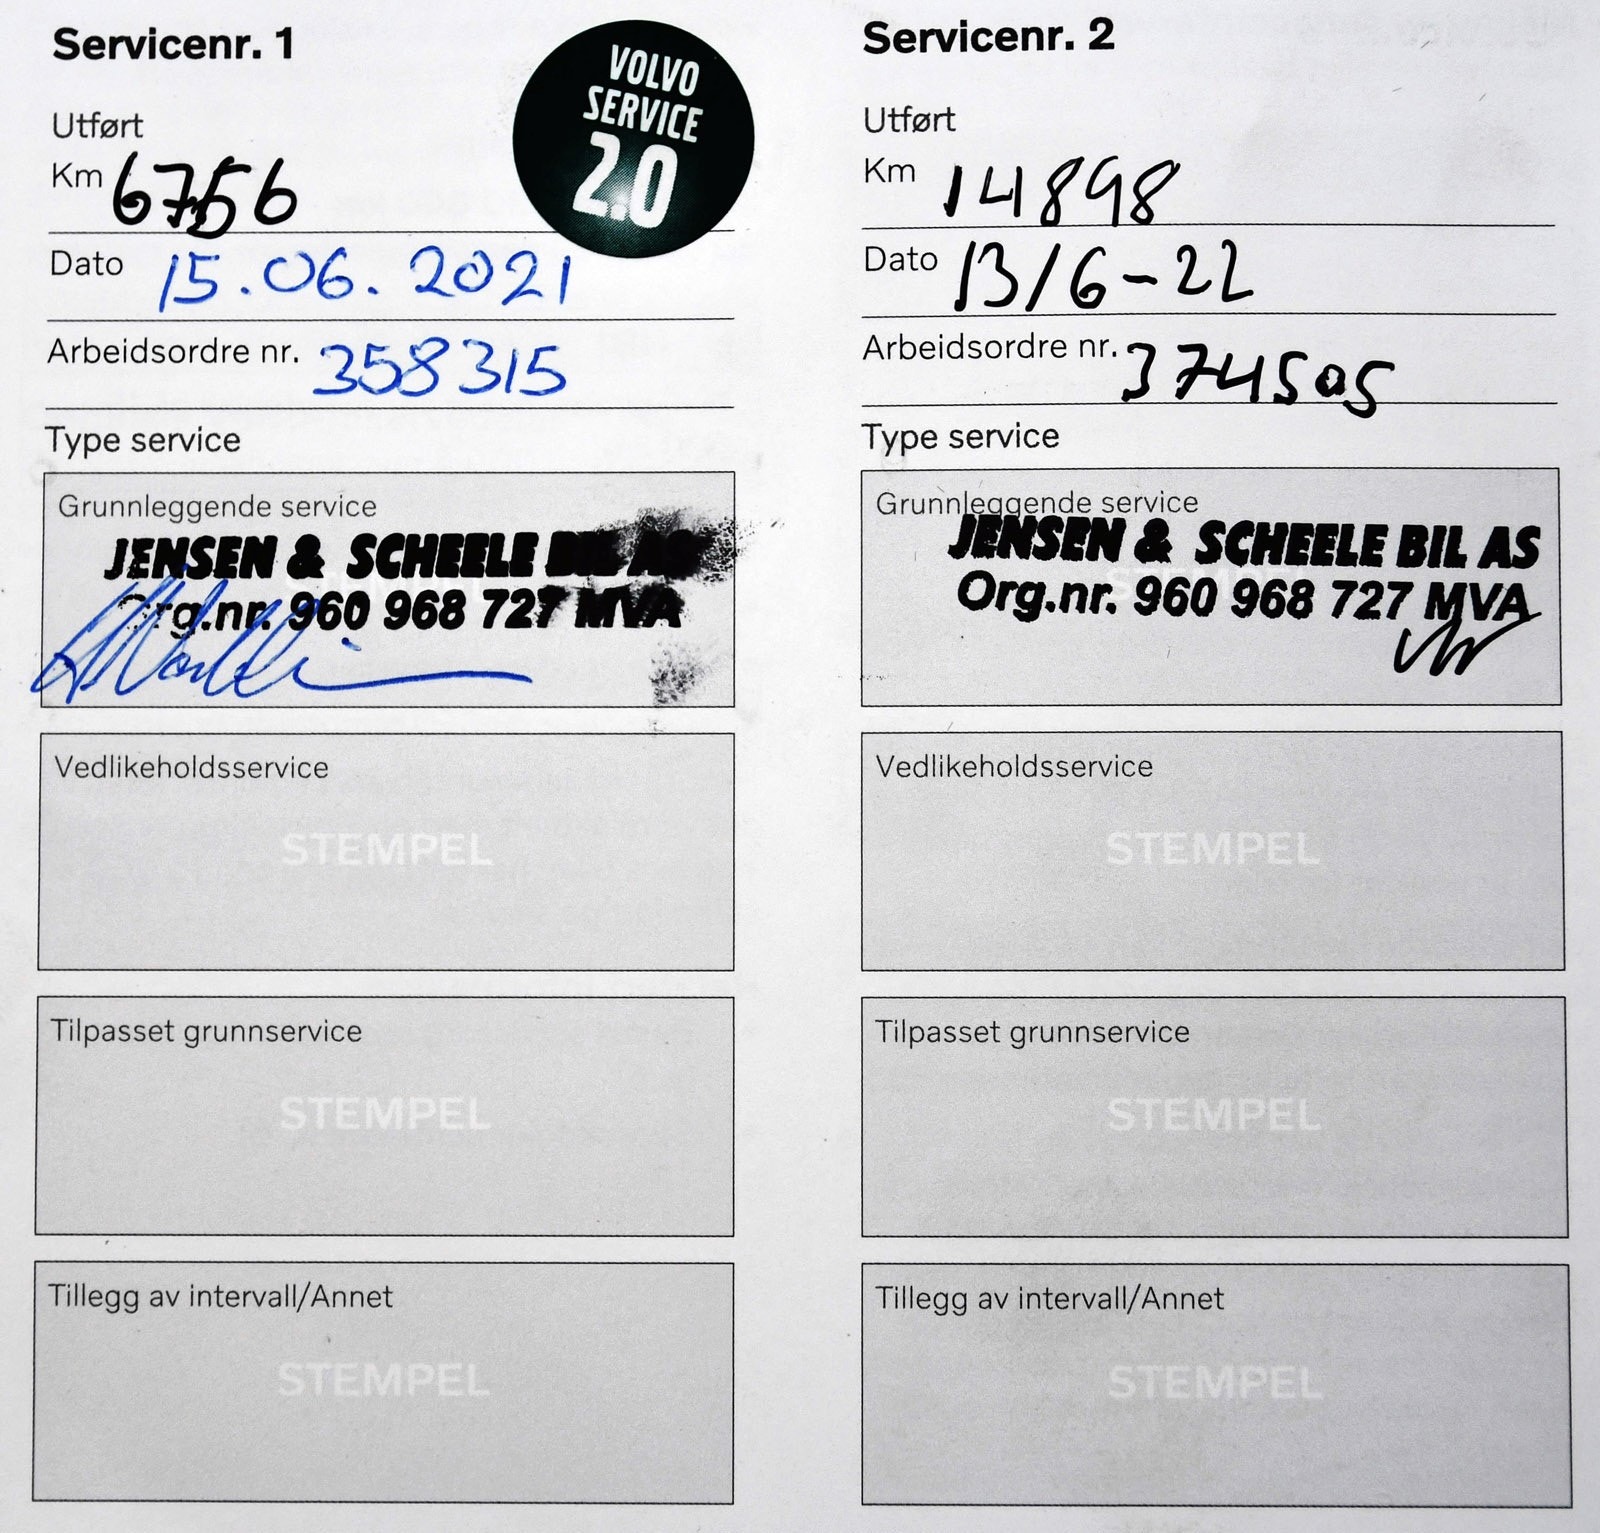 Servicenr. 1
VOLVO
SERVICE
2.0
Utført
Km 6756
Dato 15.06.2021
Arbeidsordre nr. 358315
Type service
Grunnleggende service
JENSEN & SCHEELE BIL AS
Org.nr. 960 968 727 MVA
Vedlikeholdsservice
STEMPEL
Tilpasset grunnservice
STEMPEL
Tillegg av intervall/Annet
STEMPEL
Servicenr. 2
Utført
Km 14898
Dato 13/6-22
Arbeidsordre nr. 374505
Type service
Grunnleggende service
JENSEN & SCHEELE BIL AS
Org.nr. 960 968 727 MVA
Vedlikeholdsservice
STEMPEL
Tilpasset grunnservice
STEMPEL
Tillegg av intervall/Annet
STEMPEL